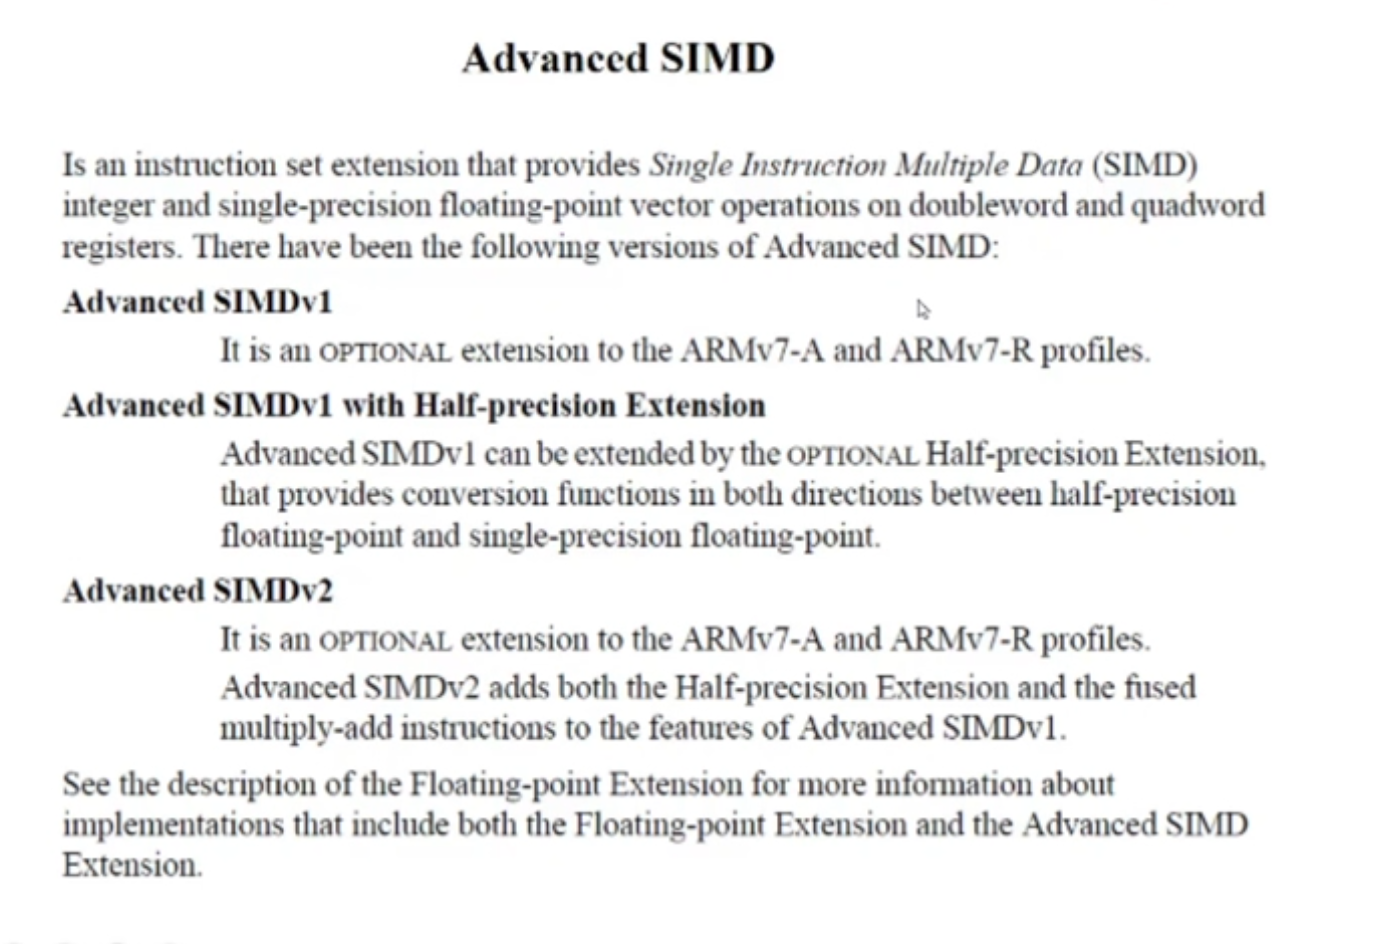 Advanced SIMD
Is an instruction set extension that provides Single Instruction Multiple Data (SIMD)
integer and single-precision floating-point vector operations on doubleword and quadword
registers. There have been the following versions of Advanced SIMD:
Advanced SIMDv1
It is an OPTIONAL extension to the ARMv7-A and ARMv7-R profiles.
Advanced SIMDv1 with Half-precision Extension
Advanced SIMDv1 can be extended by the OPTIONAL Half-precision Extension,
that provides conversion functions in both directions between half-precision
floating-point and single-precision floating-point.
Advanced SIMDv2
It is an OPTIONAL extension to the ARMv7-A and ARMv7-R profiles.
Advanced SIMDv2 adds both the Half-precision Extension and the fused
multiply-add instructions to the features of Advanced SIMDv1.
See the description of the Floating-point Extension for more information about
implementations that include both the Floating-point Extension and the Advanced SIMD
Extension.